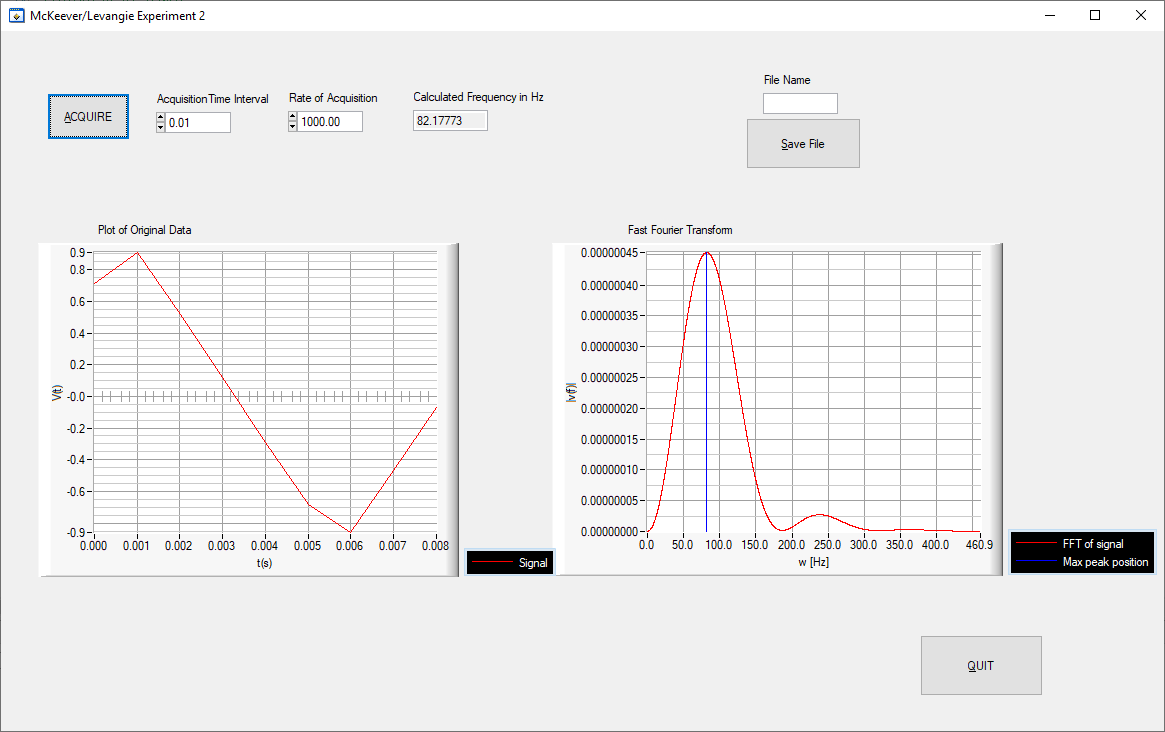 McKeever/Levangie Experiment 2
ACQUIRE
Acquisition Time Interval
0.01
Rate of Acquisition
1000.00
Calculated Frequency in Hz
82.17773
File Name
Save File
Plot of Original Data
0.9
0.8
0.6
0.4
0.2
-0.0
-0.2
-0.4
-0.6
-0.9
V(t)
0.000 0.001 0.002 0.003 0.004 0.005 0.006 0.007 0.008
t(s)
Signal
Fast Fourier Transform
0.00000045
0.00000040
0.00000035
0.00000030
0.00000025
0.00000020
0.00000015
0.00000010
0.00000005
0.00000000
|v(f)|
0.0 50.0 100.0 150.0 200.0 250.0 300.0 350.0 400.0 460.9
w [Hz]
FFT of signal
Max peak position
QUIT